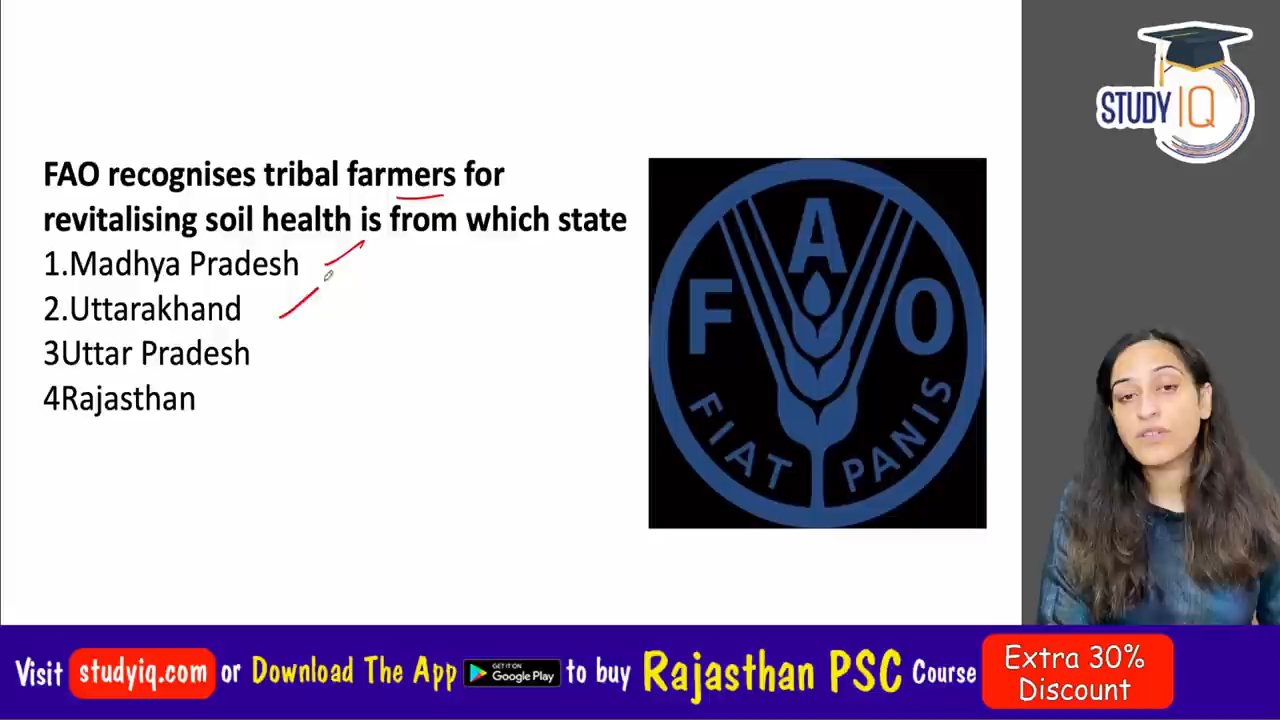 STUDY IQ
FAO recognises tribal farmers for
revitalising soil health is from which state
1.Madhya Pradesh
2.Uttarakhand
3Uttar Pradesh
4Rajasthan
F A O
FIAT PANIS
Visit studyiq.com or Download The App GET IT ON Google Play to buy Rajasthan PSC Course
Extra 30%
Discount